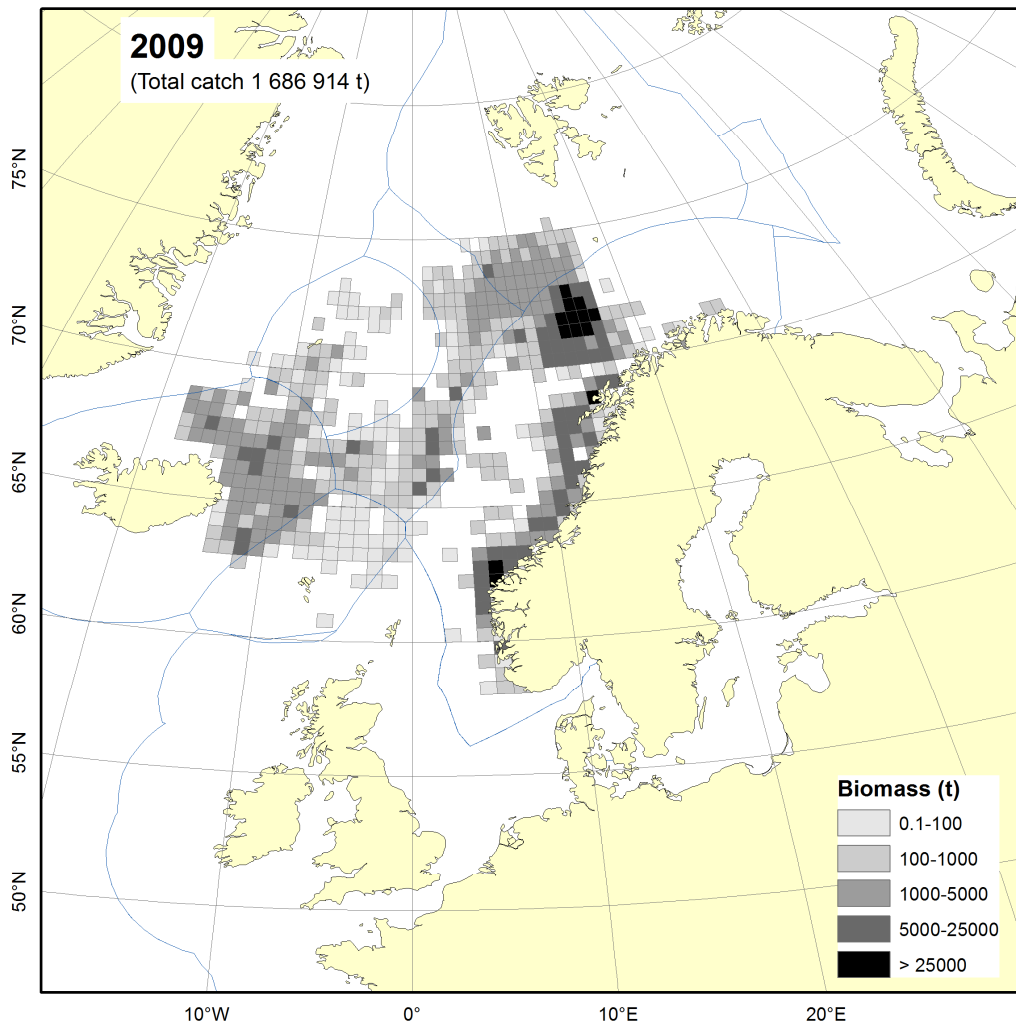 2009
(Total catch 1 686 914 t)
75°N
70°N
65°N
60°N
55°N
50°N
Biomass (t)
0.1-100
100-1000
1000-5000
5000-25000
> 25000
10°W
0°
10°E
20°E